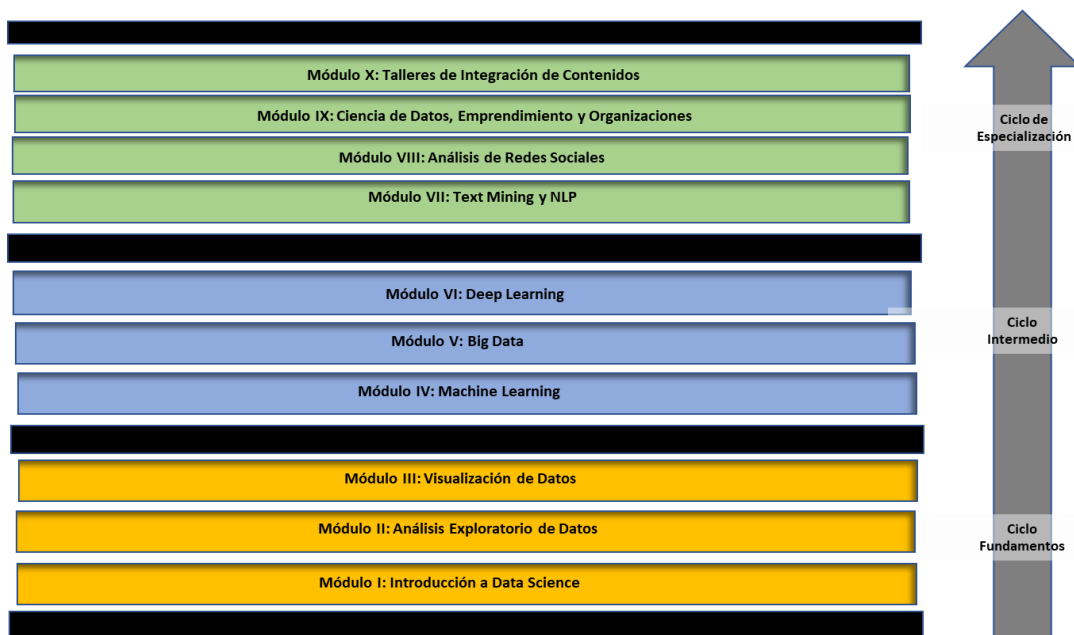 Módulo X: Talleres de Integración de Contenidos
Módulo IX: Ciencia de Datos, Emprendimiento y Organizaciones
Ciclo de
Especialización
Módulo VIII: Análisis de Redes Sociales
Módulo VII: Text Mining y NLP
Módulo VI: Deep Learning
Ciclo
Intermedio
Módulo V: Big Data
Módulo IV: Machine Learning
Módulo III: Visualización de Datos
Módulo II: Análisis Exploratorio de Datos
Ciclo
Fundamentos
Módulo I: Introducción a Data Science